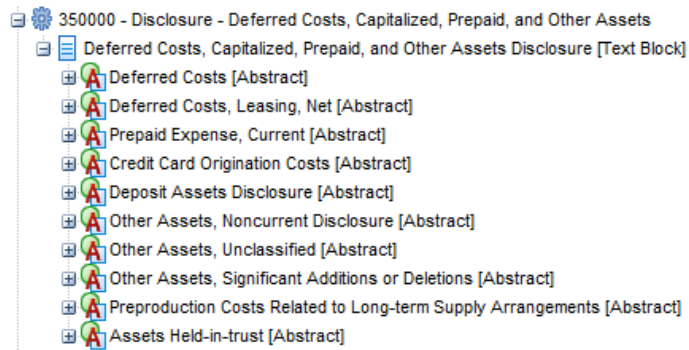 350000 - Disclosure - Deferred Costs, Capitalized, Prepaid, and Other Assets
Deferred Costs, Capitalized, Prepaid, and Other Assets Disclosure [Text Block]
Deferred Costs [Abstract]
Deferred Costs, Leasing, Net [Abstract]
Prepaid Expense, Current [Abstract]
Credit Card Origination Costs [Abstract]
Deposit Assets Disclosure [Abstract]
Other Assets, Noncurrent Disclosure [Abstract]
Other Assets, Unclassified [Abstract]
Other Assets, Significant Additions or Deletions [Abstract]
Preproduction Costs Related to Long-term Supply Arrangements [Abstract]
Assets Held-in-trust [Abstract]